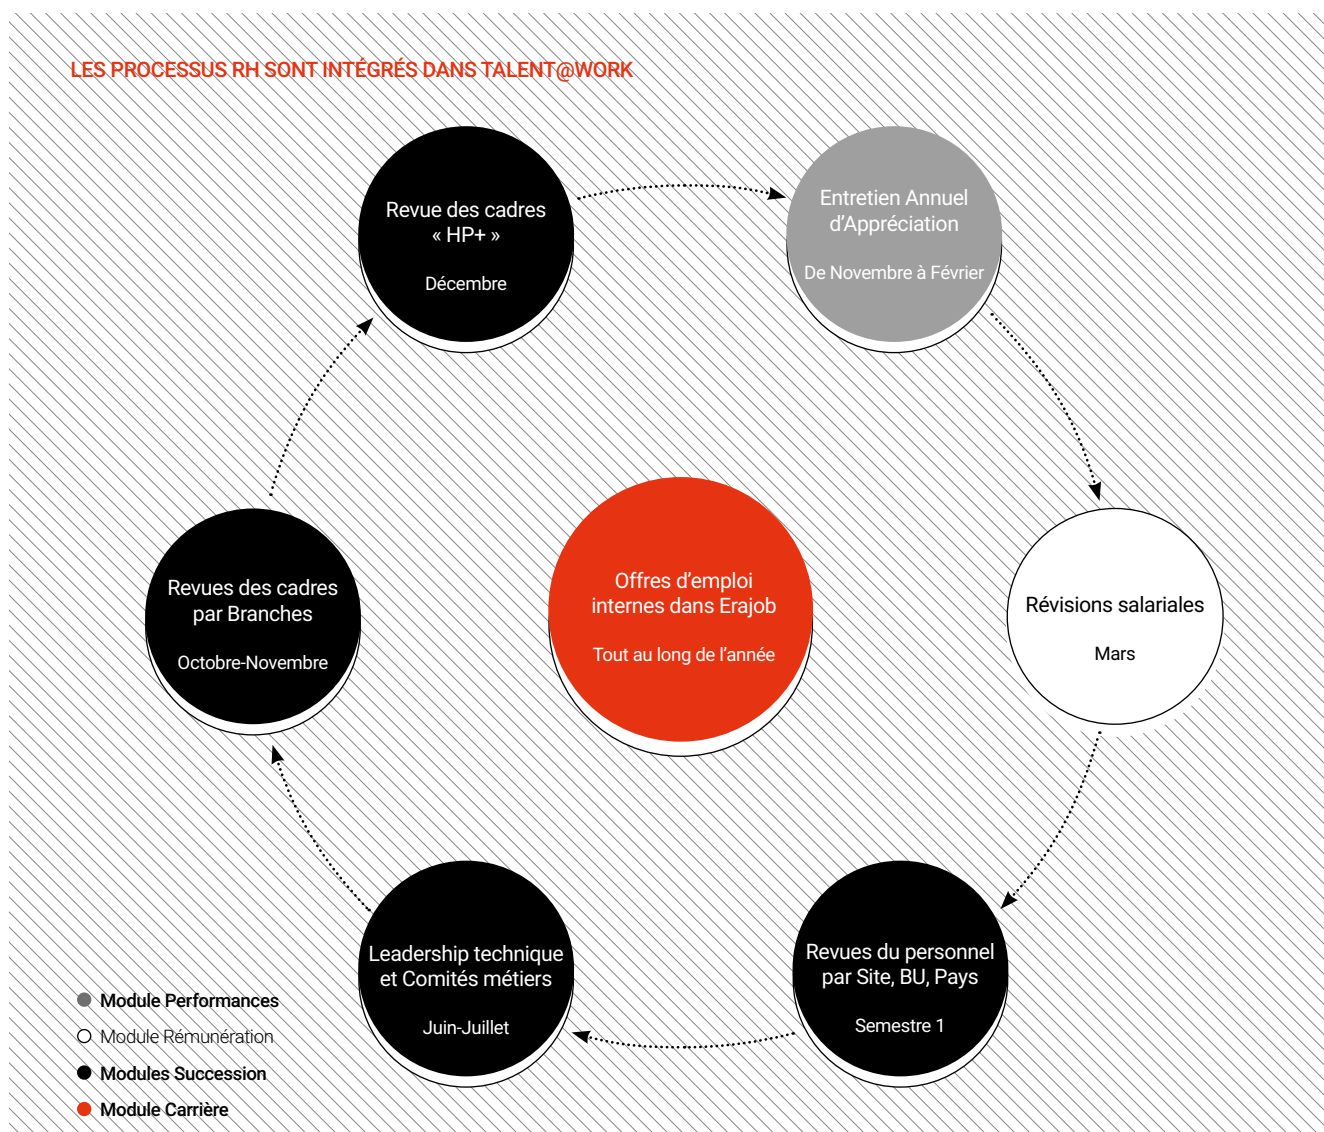 LES PROCESSUS RH SONT INTÉGRÉS DANS TALENT@WORK
Revue des cadres
« HP+ »
Décembre
Entretien Annuel
d’Appréciation
De Novembre à Février
Révisions salariales
Mars
Revues du personnel
par Site, BU, Pays
Semestre 1
Leadership technique
et Comités métiers
Juin-Juillet
Revues des cadres
par Branches
Octobre-Novembre
Offres d’emploi
internes dans Erajob
Tout au long de l’année
Module Performances
Module Rémunération
Modules Succession
Module Carrière